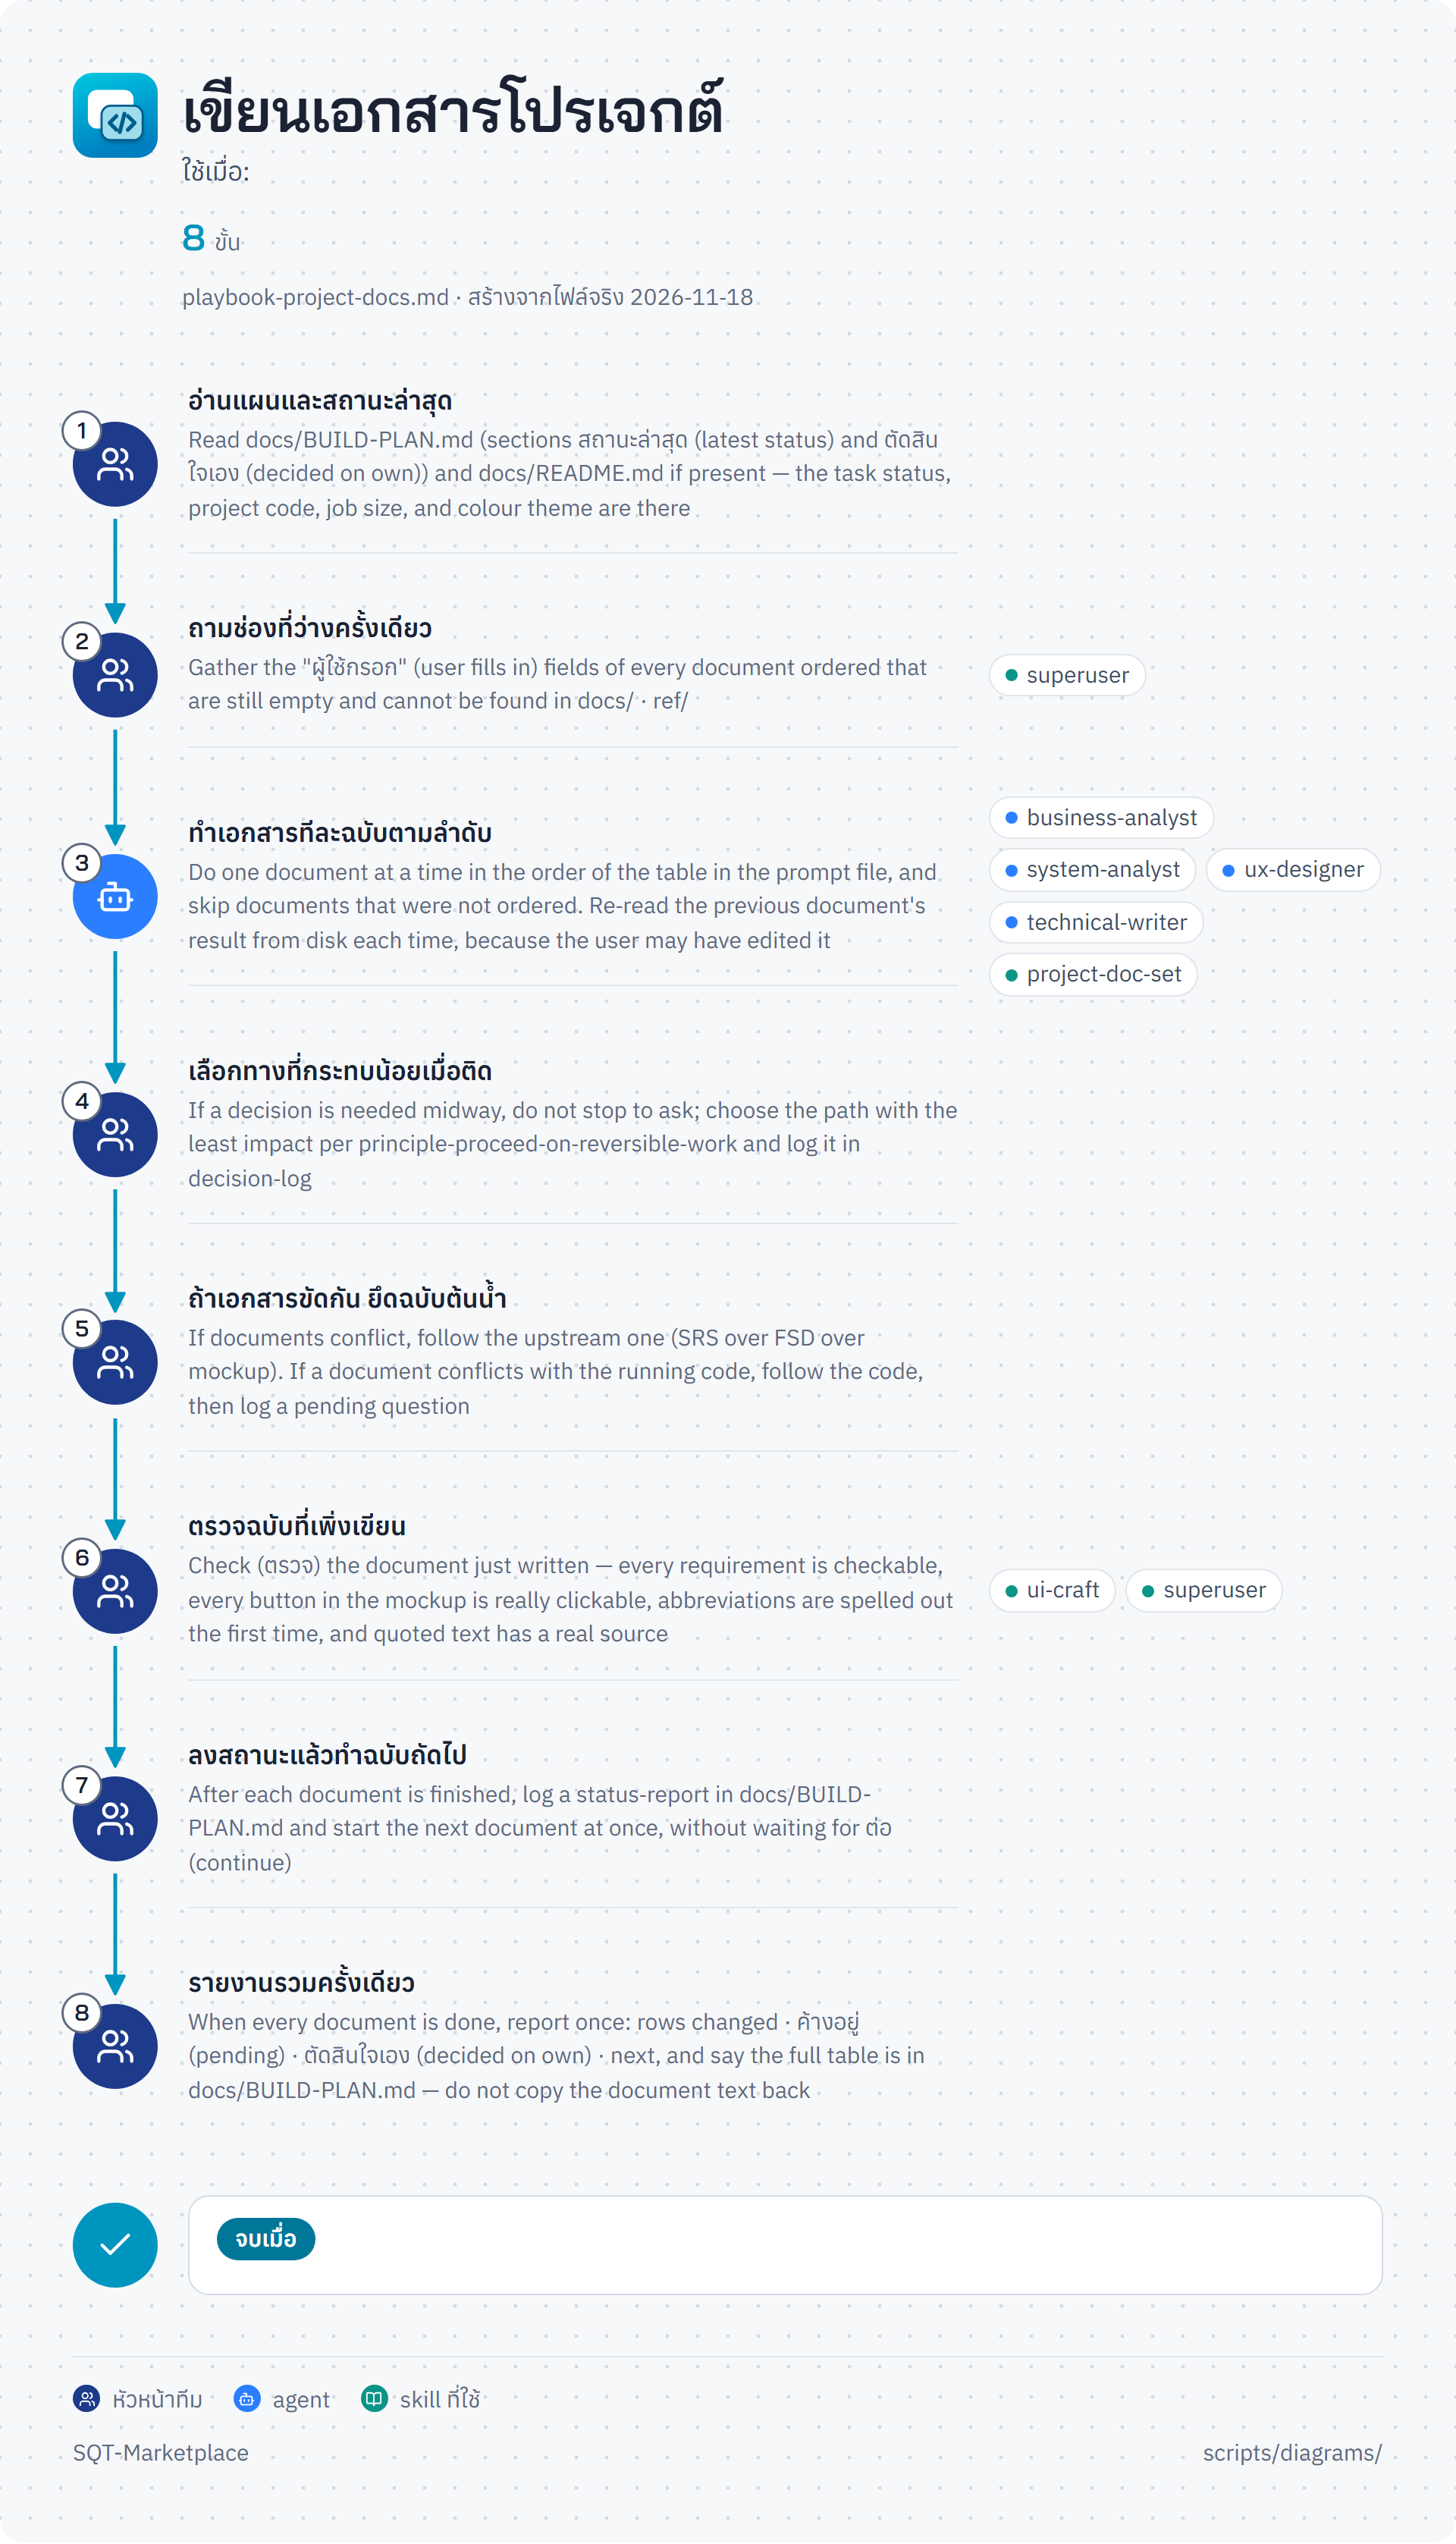 เขียนเอกสารโปรเจกต์
ใช้เมื่อ:
8 ขั้น
playbook-project-docs.md · สร้างจากไฟล์จริง 2026-11-18
1
อ่านแผนและสถานะล่าสุด
Read docs/BUILD-PLAN.md (sections สถานะล่าสุด (latest status) and ตัดสิน
ใจเอง (decided on own)) and docs/README.md if present — the task status,
project code, job size, and colour theme are there
2
ถามช่องที่ว่างครั้งเดียว
Gather the "ผู้ใช้กรอก" (user fills in) fields of every document ordered that
are still empty and cannot be found in docs/ · ref/
superuser
3
ทำเอกสารทีละฉบับตามลำดับ
Do one document at a time in the order of the table in the prompt file, and
skip documents that were not ordered. Re-read the previous document's
result from disk each time, because the user may have edited it
business-analyst
system-analyst ux-designer
technical-writer
project-doc-set
4
เลือกทางที่กระทบน้อยเมื่อติด
If a decision is needed midway, do not stop to ask; choose the path with the
least impact per principle-proceed-on-reversible-work and log it in
decision-log
5
ถ้าเอกสารขัดกัน ยึดฉบับต้นน้ำ
If documents conflict, follow the upstream one (SRS over FSD over
mockup). If a document conflicts with the running code, follow the code,
then log a pending question
6
ตรวจฉบับที่เพิ่งเขียน
Check (ตรวจ) the document just written — every requirement is checkable,
every button in the mockup is really clickable, abbreviations are spelled out
the first time, and quoted text has a real source
ui-craft superuser
7
ลงสถานะแล้วทำฉบับถัดไป
After each document is finished, log a status-report in docs/BUILD-
PLAN.md and start the next document at once, without waiting for ต่อ
(continue)
8
รายงานรวมครั้งเดียว
When every document is done, report once: rows changed · ค้างอยู่
(pending) · ตัดสินใจเอง (decided on own) · next, and say the full table is in
docs/BUILD-PLAN.md — do not copy the document text back
จบเมื่อ
หัวหน้าทีม agent skill ที่ใช้
SQT-Marketplace scripts/diagrams/